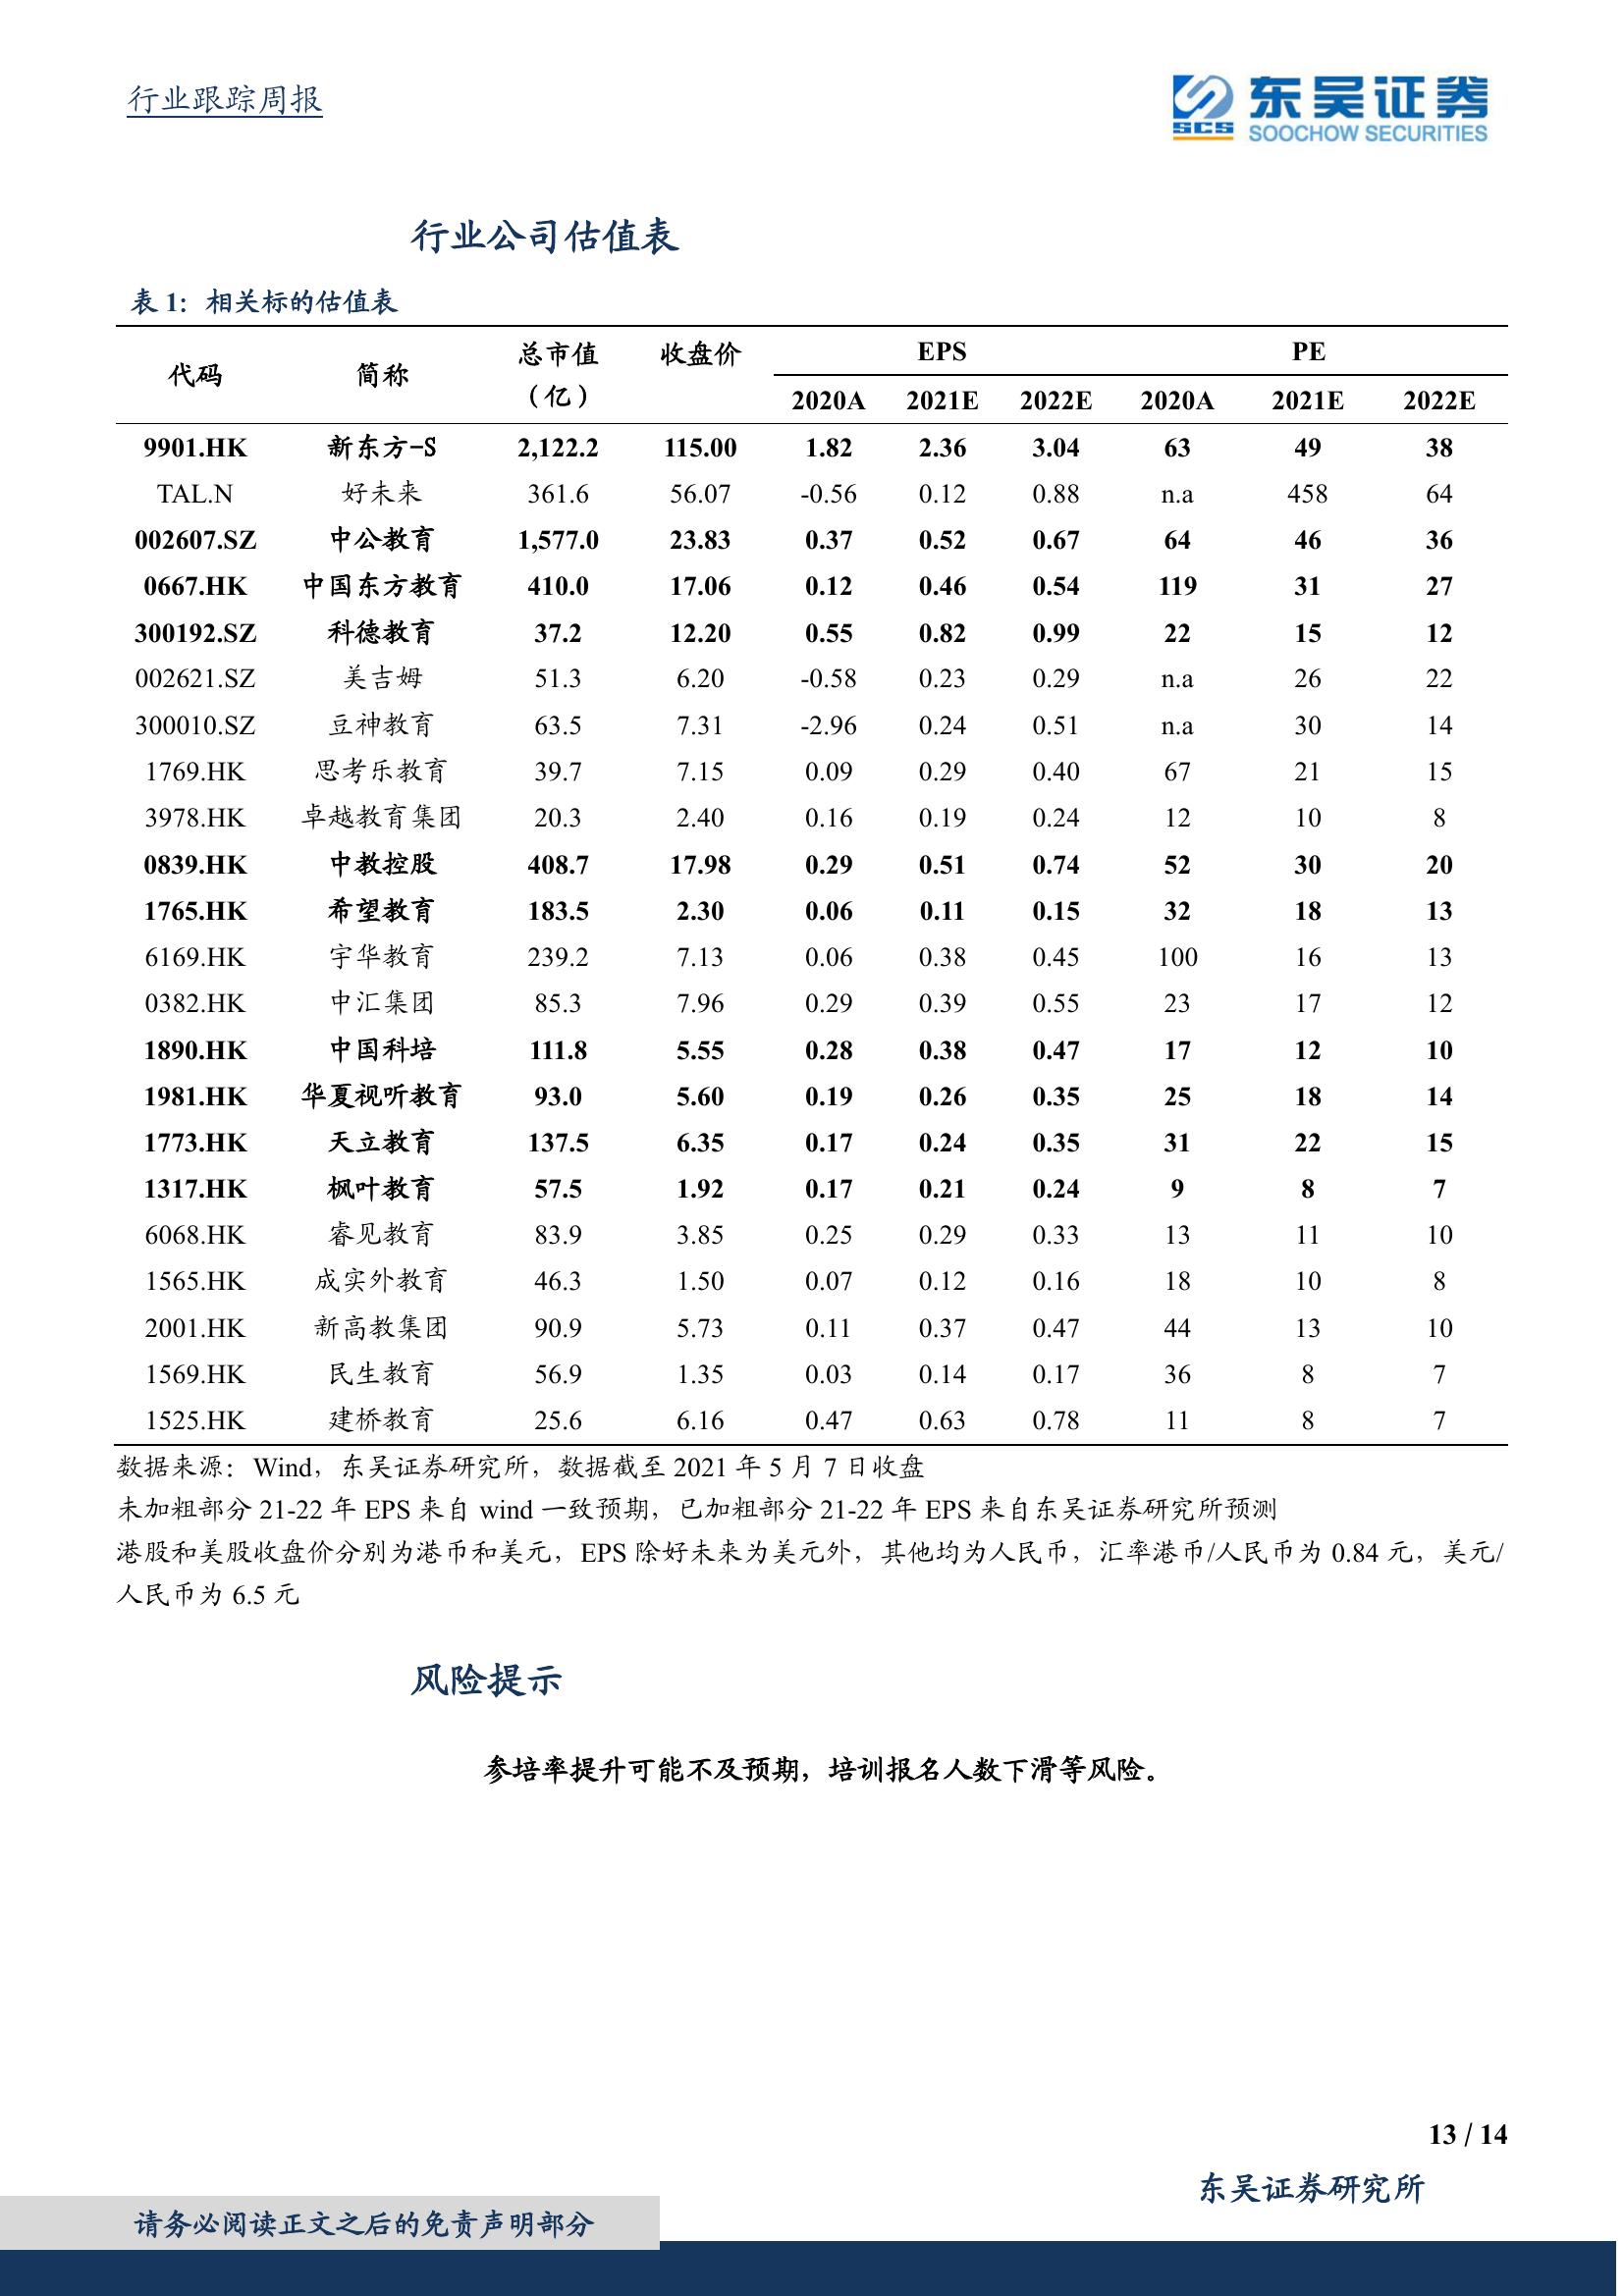 行业跟踪周报
东吴证券
SCS
SOOCHOW SECURITIES
行业公司估值表
表 1：相关标的估值表
代码 简称 总市值（亿） 收盘价 EPS PE
2020A 2021E 2022E 2020A 2021E 2022E
9901.HK 新东方-S 2,122.2 115.00 1.82 2.36 3.04 63 49 38
TAL.N 好未来 361.6 56.07 -0.56 0.12 0.88 n.a 458 64
002607.SZ 中公教育 1,577.0 23.83 0.37 0.52 0.67 64 46 36
0667.HK 中国东方教育 410.0 17.06 0.12 0.46 0.54 119 31 27
300192.SZ 科德教育 37.2 12.20 0.55 0.82 0.99 22 15 12
002621.SZ 美吉姆 51.3 6.20 -0.58 0.23 0.29 n.a 26 22
300010.SZ 豆神教育 63.5 7.31 -2.96 0.24 0.51 n.a 30 14
1769.HK 思考乐教育 39.7 7.15 0.09 0.29 0.40 67 21 15
3978.HK 卓越教育集团 20.3 2.40 0.16 0.19 0.24 12 10 8
0839.HK 中教控股 408.7 17.98 0.29 0.51 0.74 52 30 20
1765.HK 希望教育 183.5 2.30 0.06 0.11 0.15 32 18 13
6169.HK 宇华教育 239.2 7.13 0.06 0.38 0.45 100 16 13
0382.HK 中汇集团 85.3 7.96 0.29 0.39 0.55 23 17 12
1890.HK 中国科培 111.8 5.55 0.28 0.38 0.47 17 12 10
1981.HK 华夏视听教育 93.0 5.60 0.19 0.26 0.35 25 18 14
1773.HK 天立教育 137.5 6.35 0.17 0.24 0.35 31 22 15
1317.HK 枫叶教育 57.5 1.92 0.17 0.21 0.24 9 8 7
6068.HK 睿见教育 83.9 3.85 0.25 0.29 0.33 13 11 10
1565.HK 成实外教育 46.3 1.50 0.07 0.12 0.16 18 10 8
2001.HK 新高教集团 90.9 5.73 0.11 0.37 0.47 44 13 10
1569.HK 民生教育 56.9 1.35 0.03 0.14 0.17 36 8 7
1525.HK 建桥教育 25.6 6.16 0.47 0.63 0.78 11 8 7
数据来源：Wind，东吴证券研究所，数据截至 2021 年 5 月 7 日收盘
未加粗部分 21-22 年 EPS 来自 wind 一致预期，已加粗部分 21-22 年 EPS 来自东吴证券研究所预测
港股和美股收盘价分别为港币和美元，EPS 除好未来为美元外，其他均为人民币，汇率港币/人民币为 0.84 元，美元/
人民币为 6.5 元
风险提示
参培率提升可能不及预期，培训报名人数下滑等风险。
13 / 14
东吴证券研究所
请务必阅读正文之后的免责声明部分